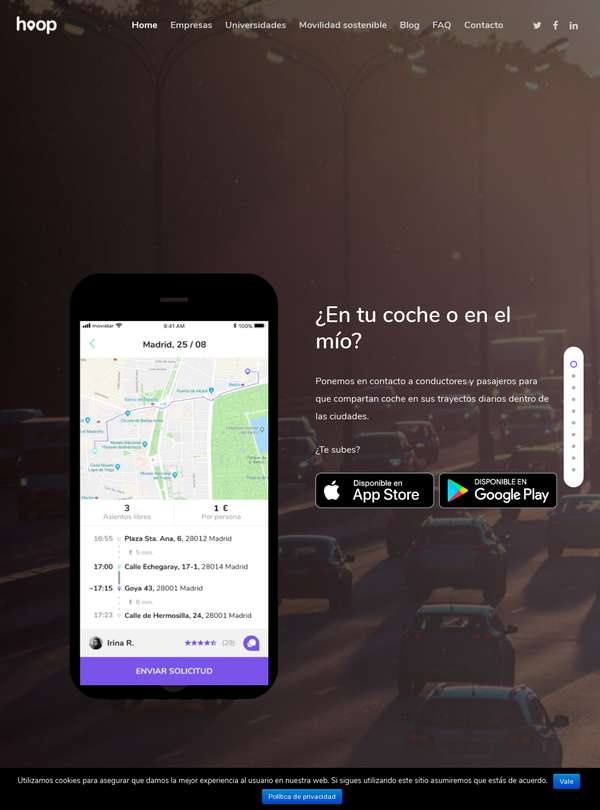 hoop
Home Empresas Universidades Movilidad sostenible Blog FAQ Contacto
movistar 9:41 AM 100%
Madrid, 25 / 08
3 1 €
Asientos libres Por persona
16:55 Plaza Sta. Ana, 6, 28012 Madrid
5 min
17:00 Calle Echegaray, 17-1, 28014 Madrid
~17:15 Goya 43, 28001 Madrid
8 min
17:23 Calle de Hermosilla, 24, 28001 Madrid
Irina R. (29)
ENVIAR SOLICITUD
¿En tu coche o en el
mío?
Ponemos en contacto a conductores y pasajeros para
que compartan coche en sus trayectos diarios dentro de
las ciudades.
¿Te subes?
Disponible en
App Store
DISPONIBLE EN
Google Play
Utilizamos cookies para asegurar que damos la mejor experiencia al usuario en nuestra web. Si sigues utilizando este sitio asumiremos que estás de acuerdo. Vale
Política de privacidad